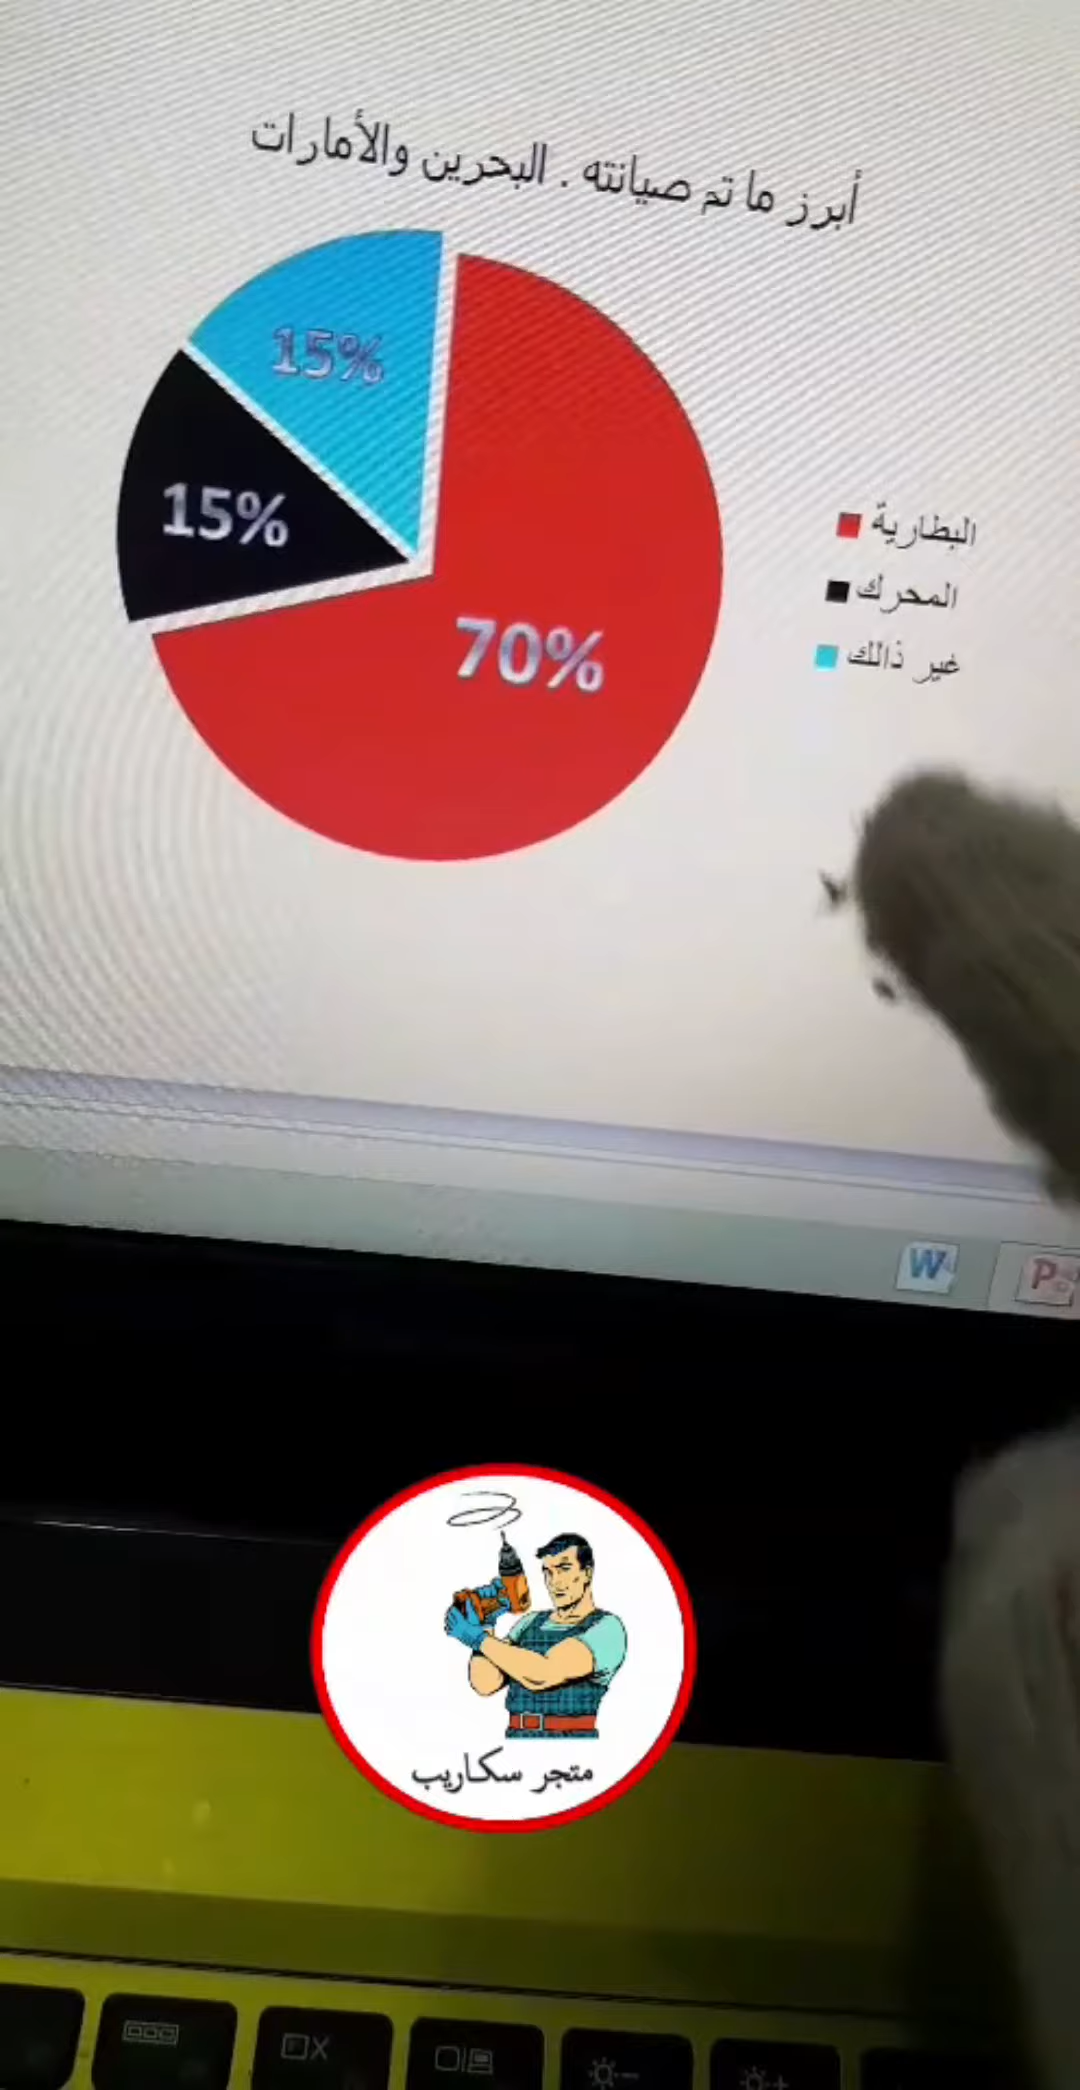 أبرز ما تم صيانته . البحرين والأمارات
15%
15%
70%
البطارية
المحرك
غير ذالك
W
P
متجر سكاريب